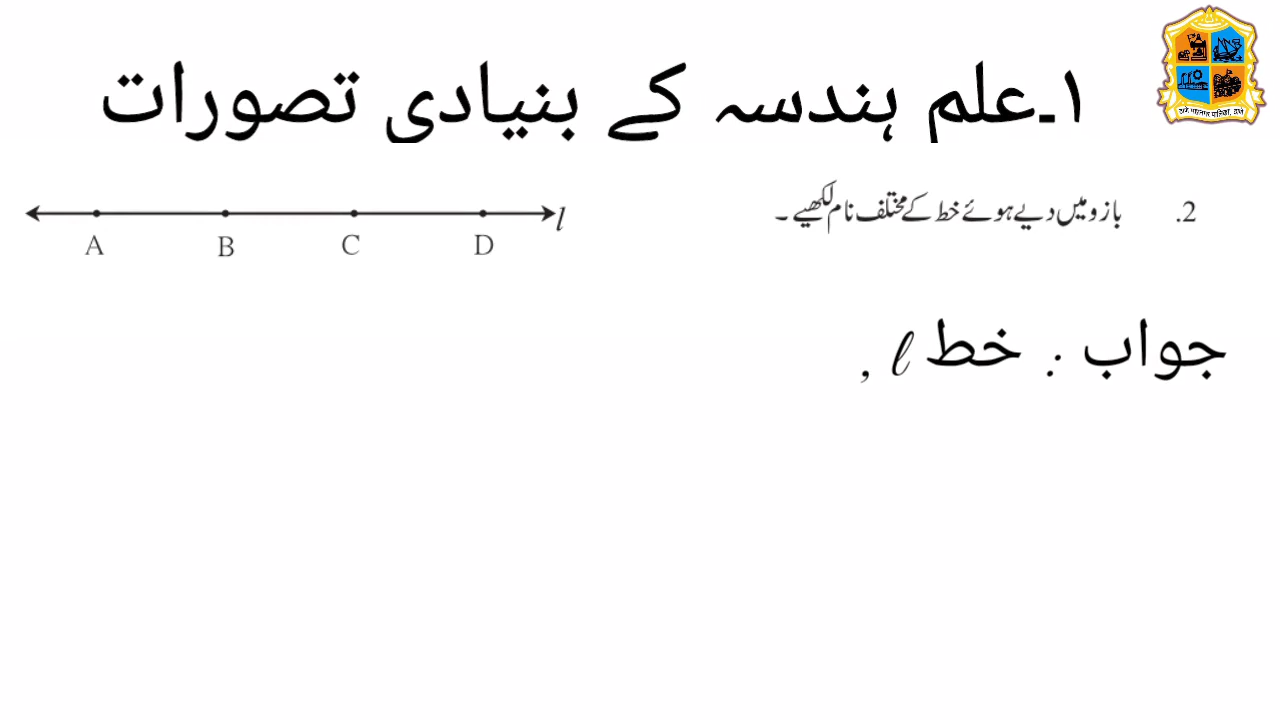 ۱۔علم ہندسہ کے بنیادی تصورات
.2 بازو میں دیے ہوئے خط کے مختلف نام لکھیے ۔
l
A B C D
جواب : خط ℓ ,